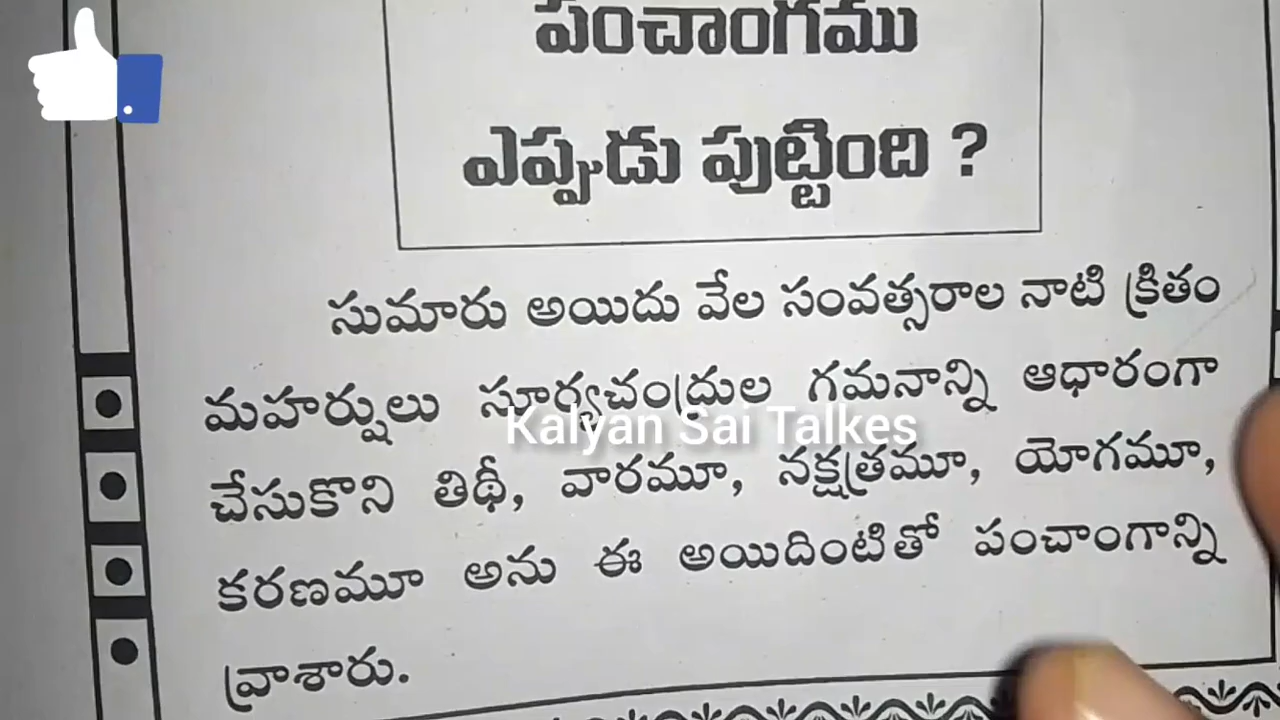 పంచాంగము
ఎప్పుడు పుట్టింది ?
సుమారు అయిదు వేల సంవత్సరాల నాటి క్రితం
మహర్షులు సూర్యచంద్రుల గమనాన్ని ఆధారంగా
Kalyan Sai Talkes
చేసుకొని తిథీ, వారమూ, నక్షత్రమూ, యోగమూ,
కరణమూ అను ఈ అయిదింటితో పంచాంగాన్ని
వ్రాశారు.